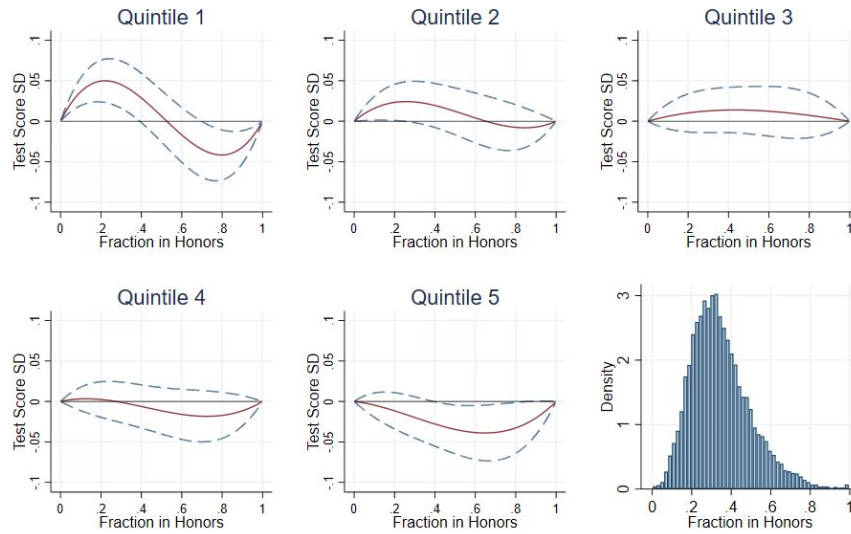 Quintile 1
Test Score SD
.1
.05
0
-.05
-.1
0 .2 .4 .6 .8 1
Fraction in Honors
Quintile 2
Test Score SD
.1
.05
0
-.05
-.1
0 .2 .4 .6 .8 1
Fraction in Honors
Quintile 3
Test Score SD
.1
.05
0
-.05
-.1
0 .2 .4 .6 .8 1
Fraction in Honors
Quintile 4
Test Score SD
.1
.05
0
-.05
-.1
0 .2 .4 .6 .8 1
Fraction in Honors
Quintile 5
Test Score SD
.1
.05
0
-.05
-.1
0 .2 .4 .6 .8 1
Fraction in Honors
Density
3
2
1
0
0 .2 .4 .6 .8 1
Fraction in Honors